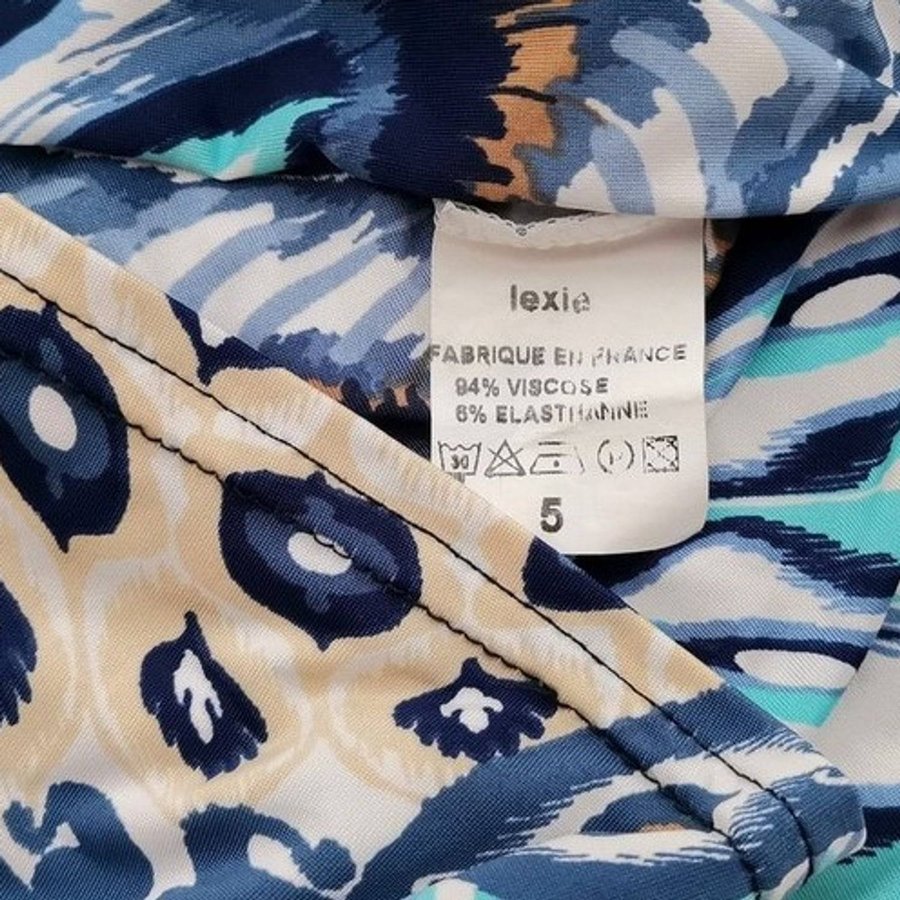 lexie
FABRIQUE EN FRANCE
94% VISCOSE
6% ELASTHANNE
30
5